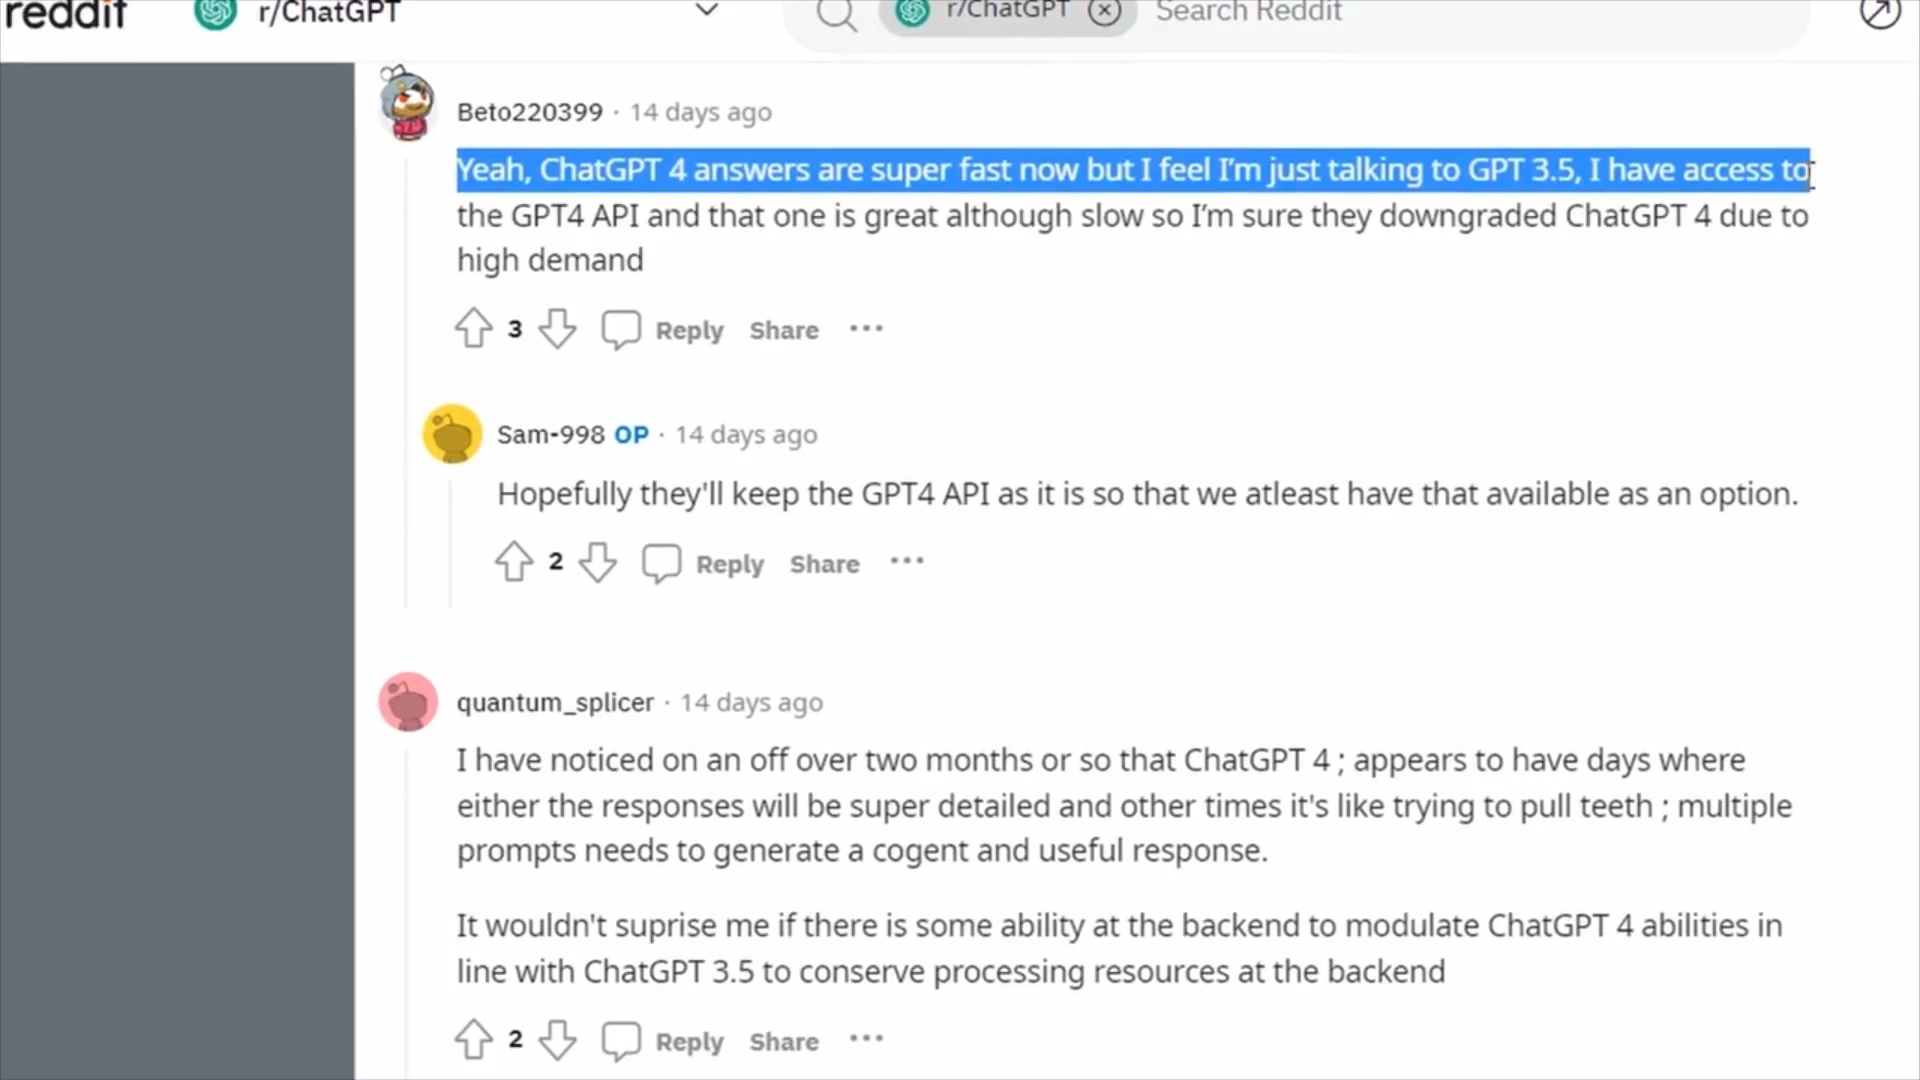 reddit r/ChatGPT r/ChatGPT Search Reddit
Beto220399 · 14 days ago
Yeah, ChatGPT 4 answers are super fast now but I feel I'm just talking to GPT 3.5, I have access to
the GPT4 API and that one is great although slow so I'm sure they downgraded ChatGPT 4 due to
high demand
3 Reply Share ···
Sam-998 OP · 14 days ago
Hopefully they'll keep the GPT4 API as it is so that we atleast have that available as an option.
2 Reply Share ···
quantum_splicer · 14 days ago
I have noticed on an off over two months or so that ChatGPT 4 ; appears to have days where
either the responses will be super detailed and other times it's like trying to pull teeth ; multiple
prompts needs to generate a cogent and useful response.
It wouldn't suprise me if there is some ability at the backend to modulate ChatGPT 4 abilities in
line with ChatGPT 3.5 to conserve processing resources at the backend
2 Reply Share ···